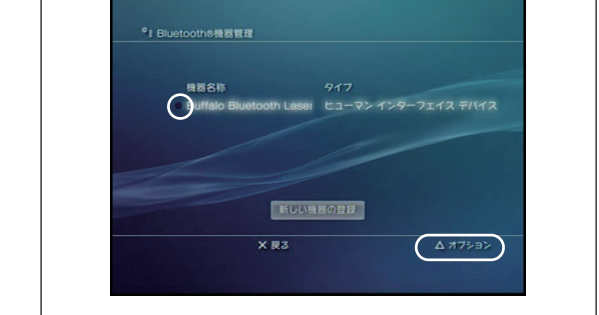 Bluetooth®機器管理
機器名称 タイプ
Buffalo Bluetooth Laser ヒューマン インターフェイス デバイス
新しい機器の登録
× 戻る △ オプション